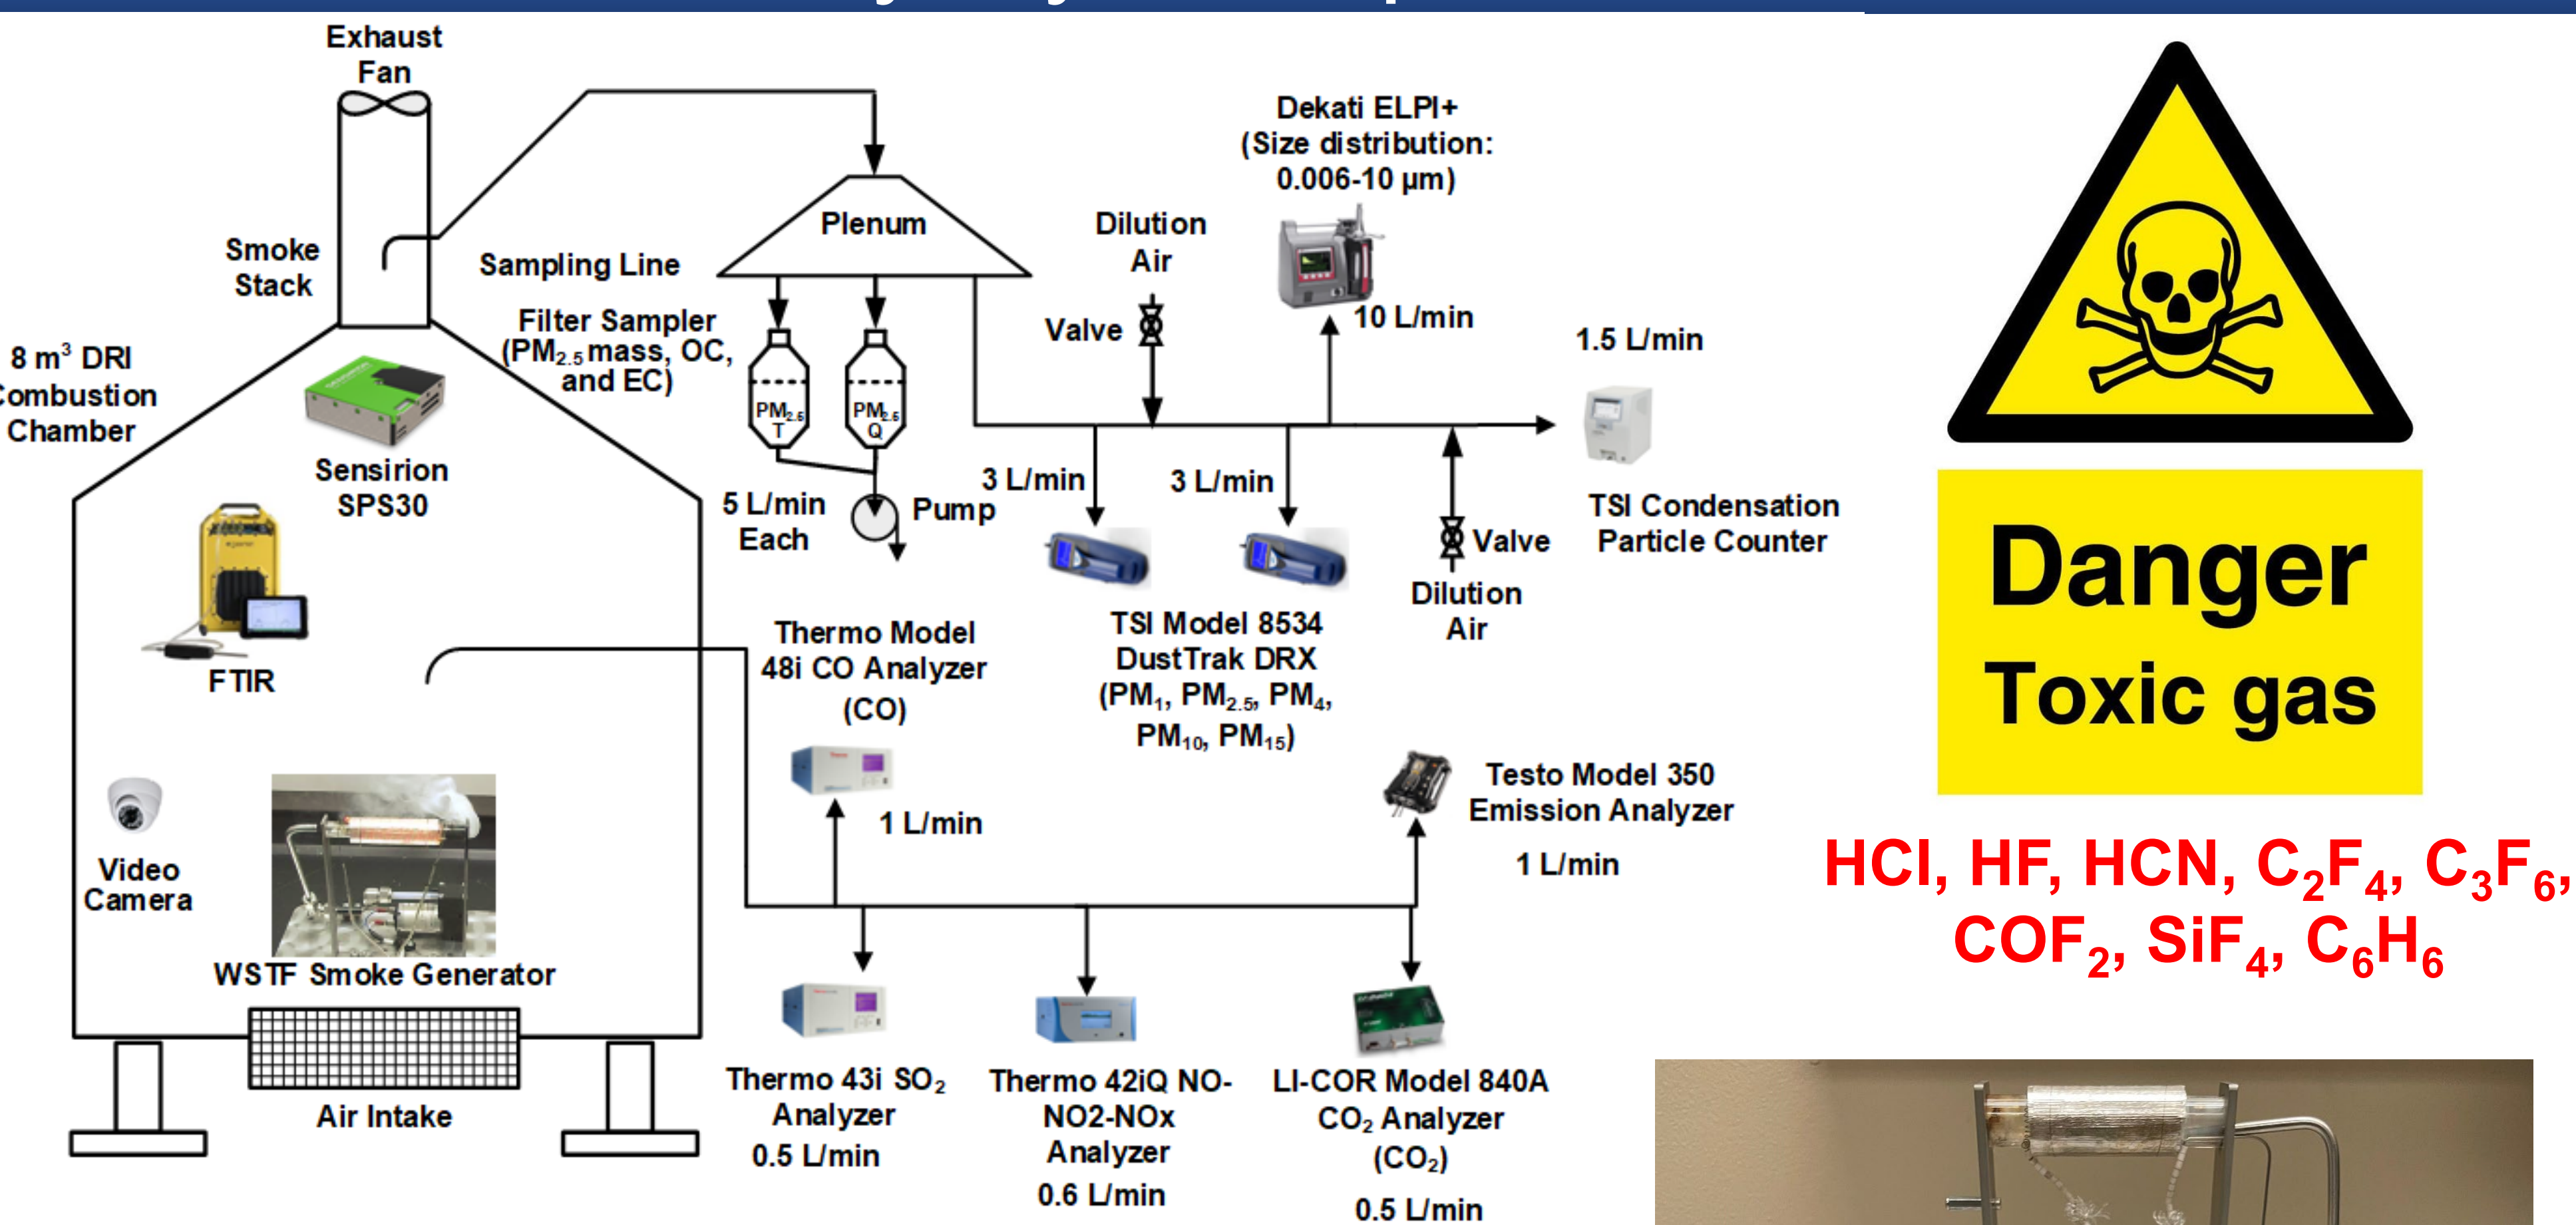 Exhaust
Fan
Smoke
Stack
8 m³ DRI
Combustion
Chamber
Sampling Line
Filter Sampler
(PM₂.₅ mass, OC,
and EC)
Plenum
PM₂.₅
T
PM₂.₅
Q
5 L/min
Each
Pump
Dilution
Air
Valve
Dekati ELPI+
(Size distribution:
0.006-10 µm)
10 L/min
1.5 L/min
TSI Condensation
Particle Counter
3 L/min
3 L/min
Valve
Dilution
Air
TSI Model 8534
DustTrak DRX
(PM₁, PM₂.₅, PM₄,
PM₁₀, PM₁₅)
Sensirion
SPS30
FTIR
Video
Camera
WSTF Smoke Generator
Air Intake
Thermo Model
48i CO Analyzer
(CO)
1 L/min
Testo Model 350
Emission Analyzer
1 L/min
Thermo 43i SO₂
Analyzer
0.5 L/min
Thermo 42iQ NO-
NO2-NOx
Analyzer
0.6 L/min
LI-COR Model 840A
CO₂ Analyzer
(CO₂)
0.5 L/min
Danger
Toxic gas
HCl, HF, HCN, C₂F₄, C₃F₆,
COF₂, SiF₄, C₆H₆